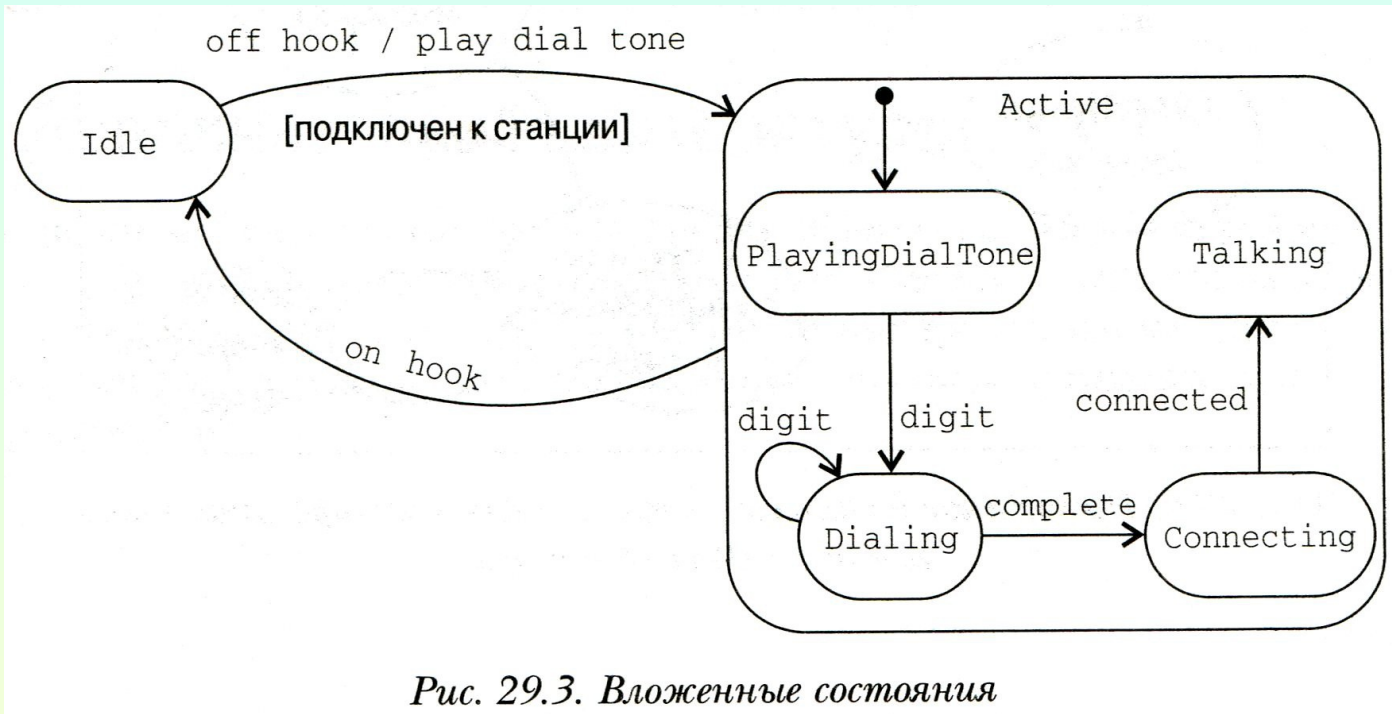 off hook / play dial tone
[подключен к станции]
Idle
Active
PlayingDialTone
Talking
on hook
digit
digit
connected
complete
Dialing
Connecting
Рис. 29.3. Вложенные состояния